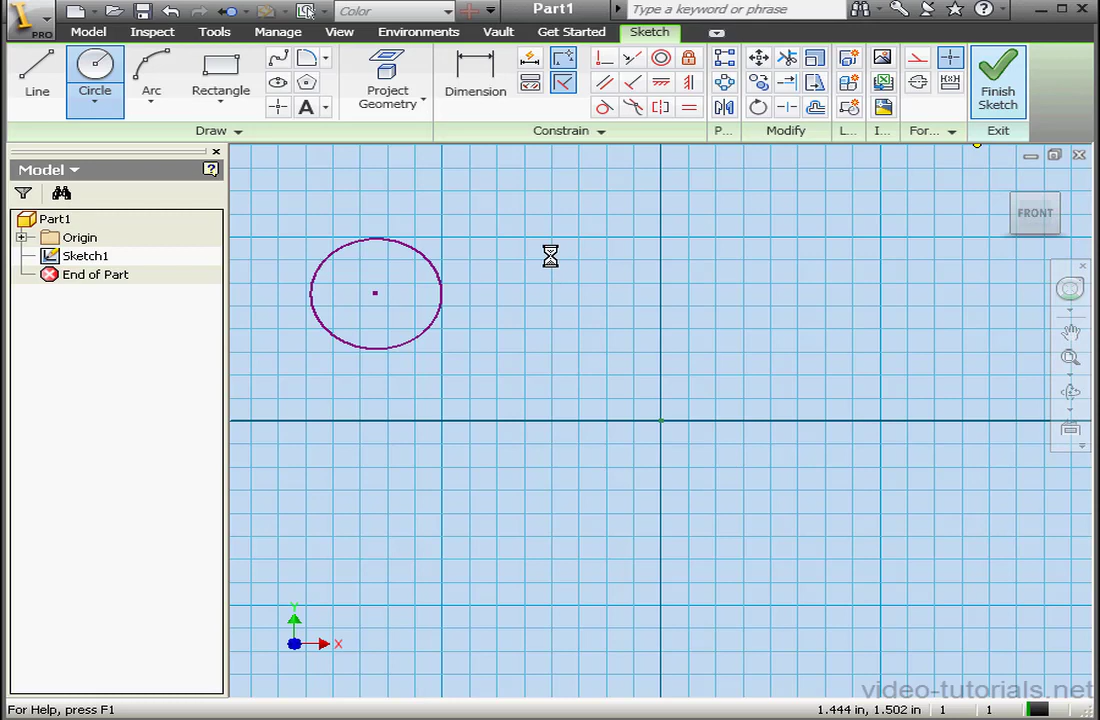 PRO
Color
Part1
Type a keyword or phrase
Model Inspect Tools Manage View Environments Vault Get Started Sketch
Line Circle Arc Rectangle A Project Geometry Dimension Finish Sketch
Draw Constrain P... Modify L... I... For... Exit
Model
Part1
Origin
Sketch1
End of Part
FRONT
Y
X
video-tutorials.net
For Help, press F1
1.444 in, 1.502 in 1 1